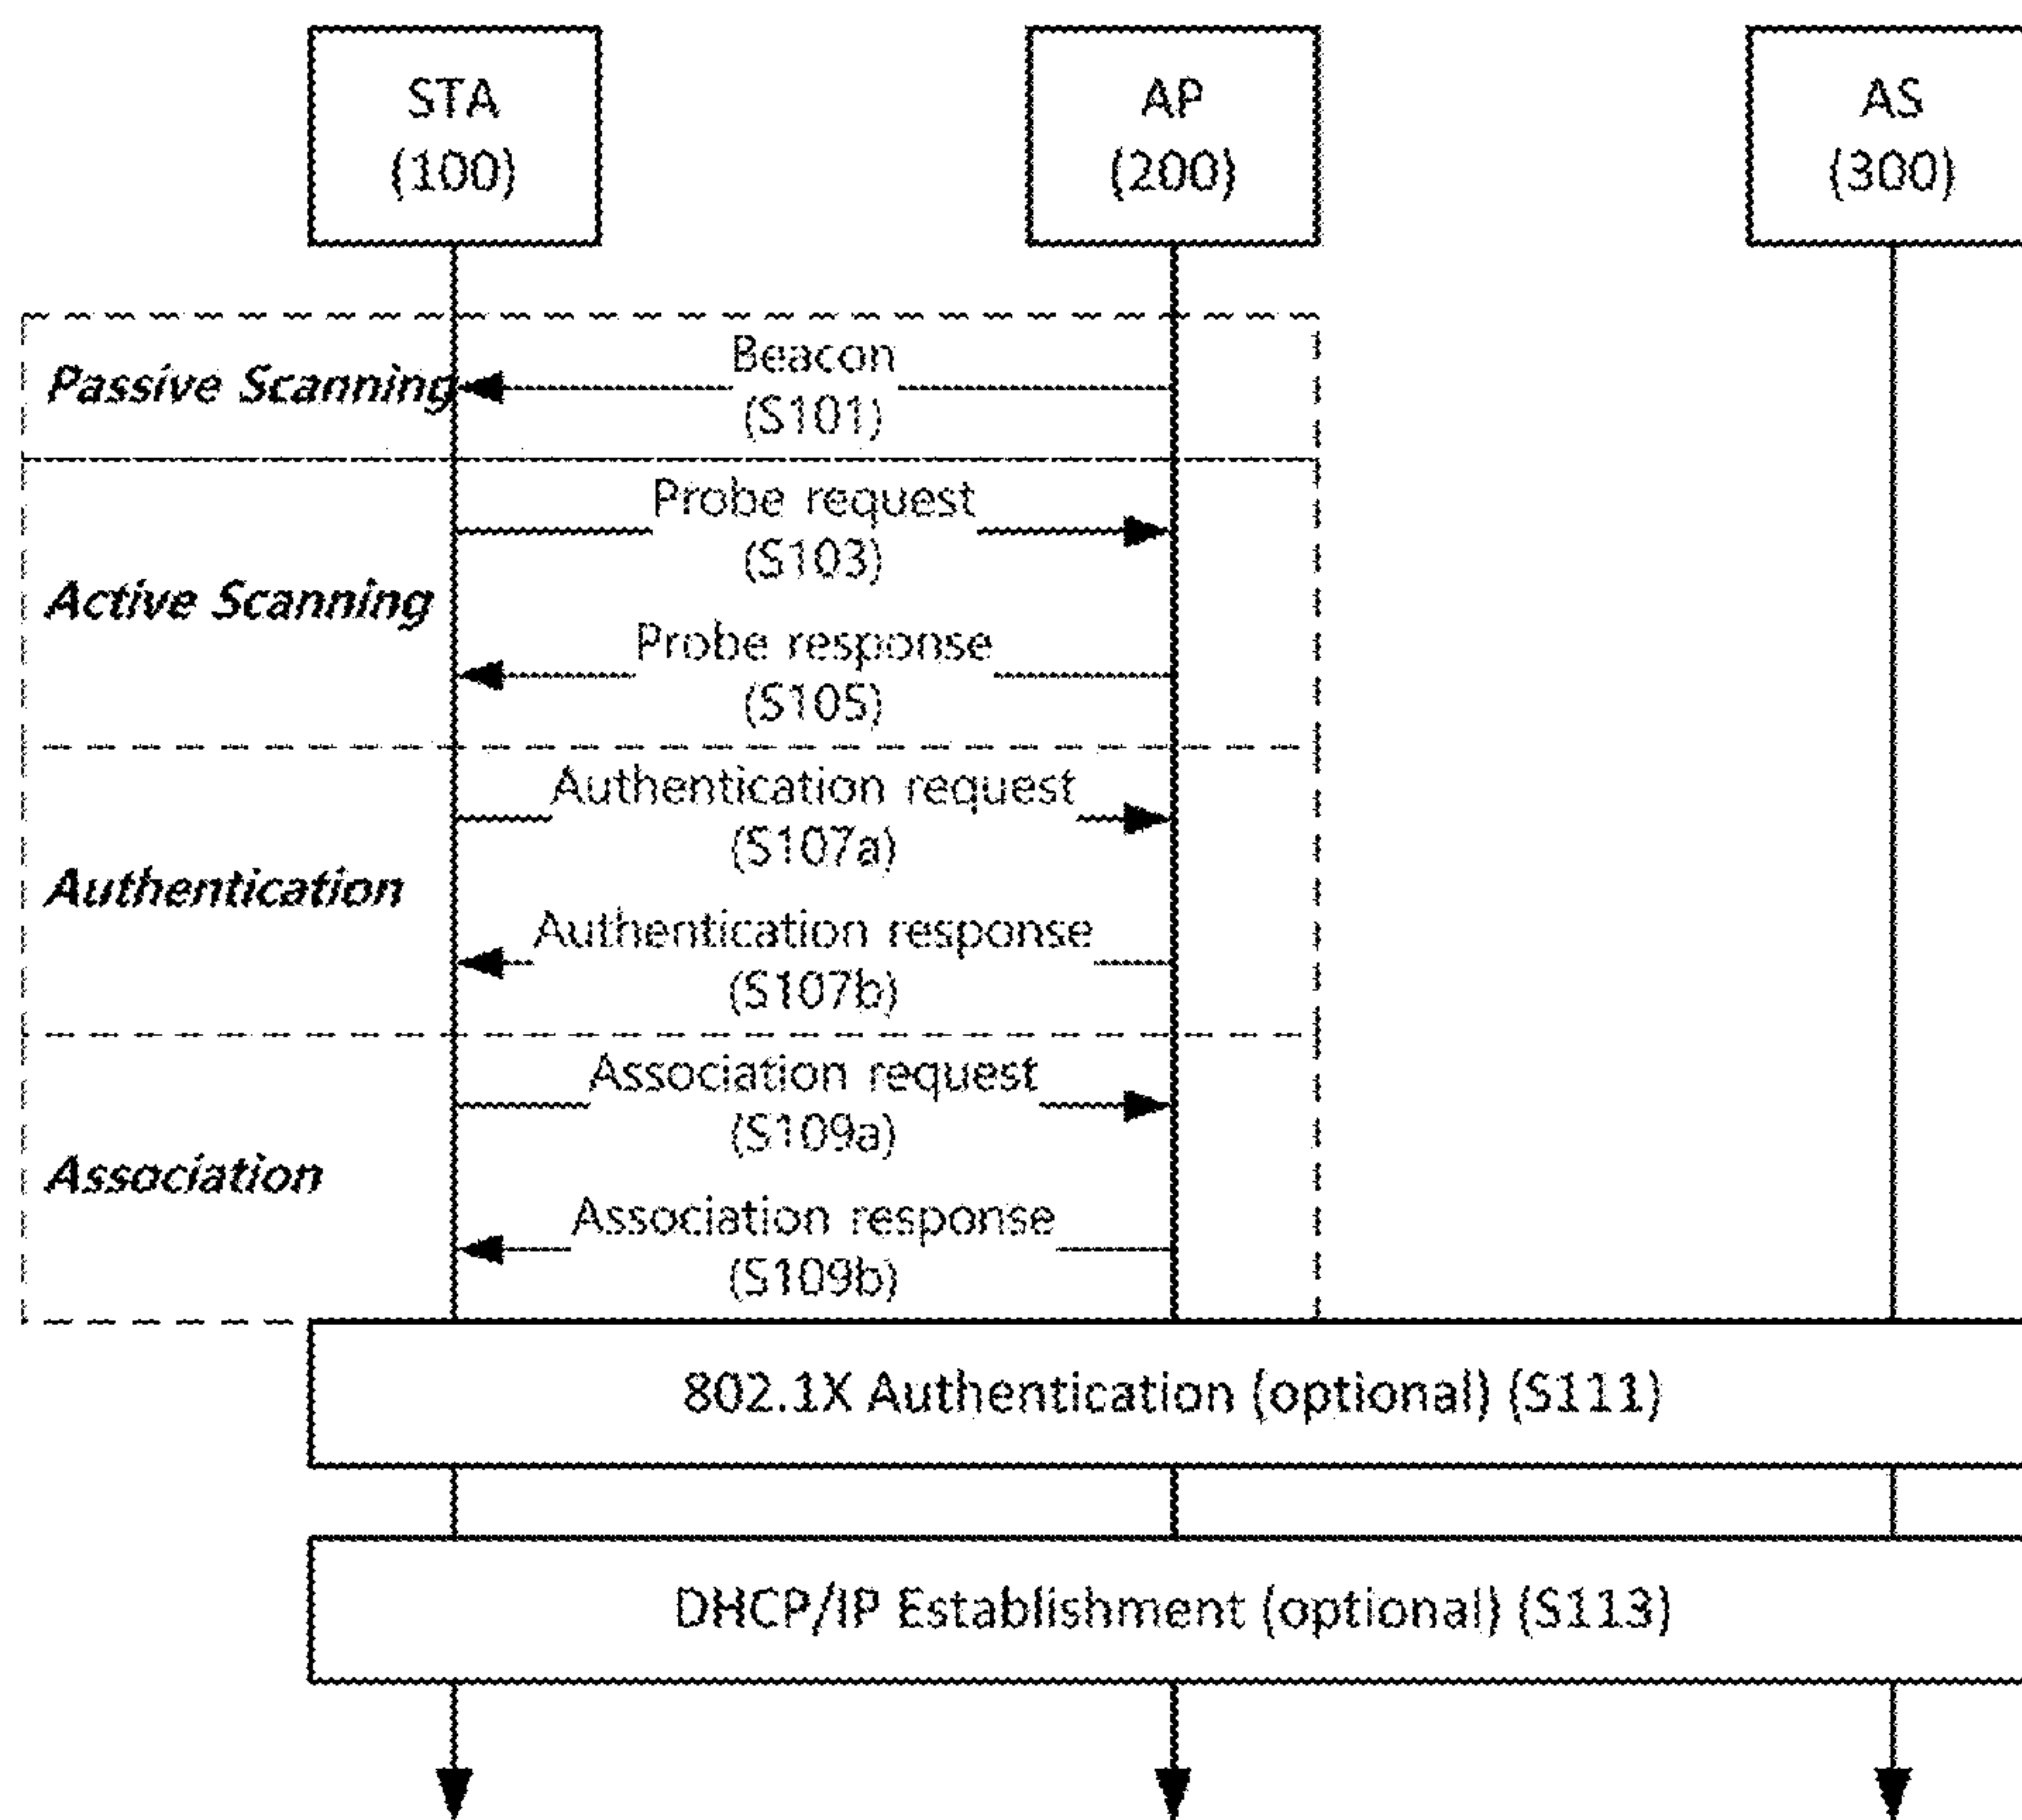 STA
(100)
AP
(200)
AS
(300)
Passive Scanning
Beacon
(S101)
Active Scanning
Probe request
(S103)
Probe response
(S105)
Authentication
Authentication request
(S107a)
Authentication response
(S107b)
Association
Association request
(S109a)
Association response
(S109b)
802.1X Authentication (optional) (S111)
DHCP/IP Establishment (optional) (S113)